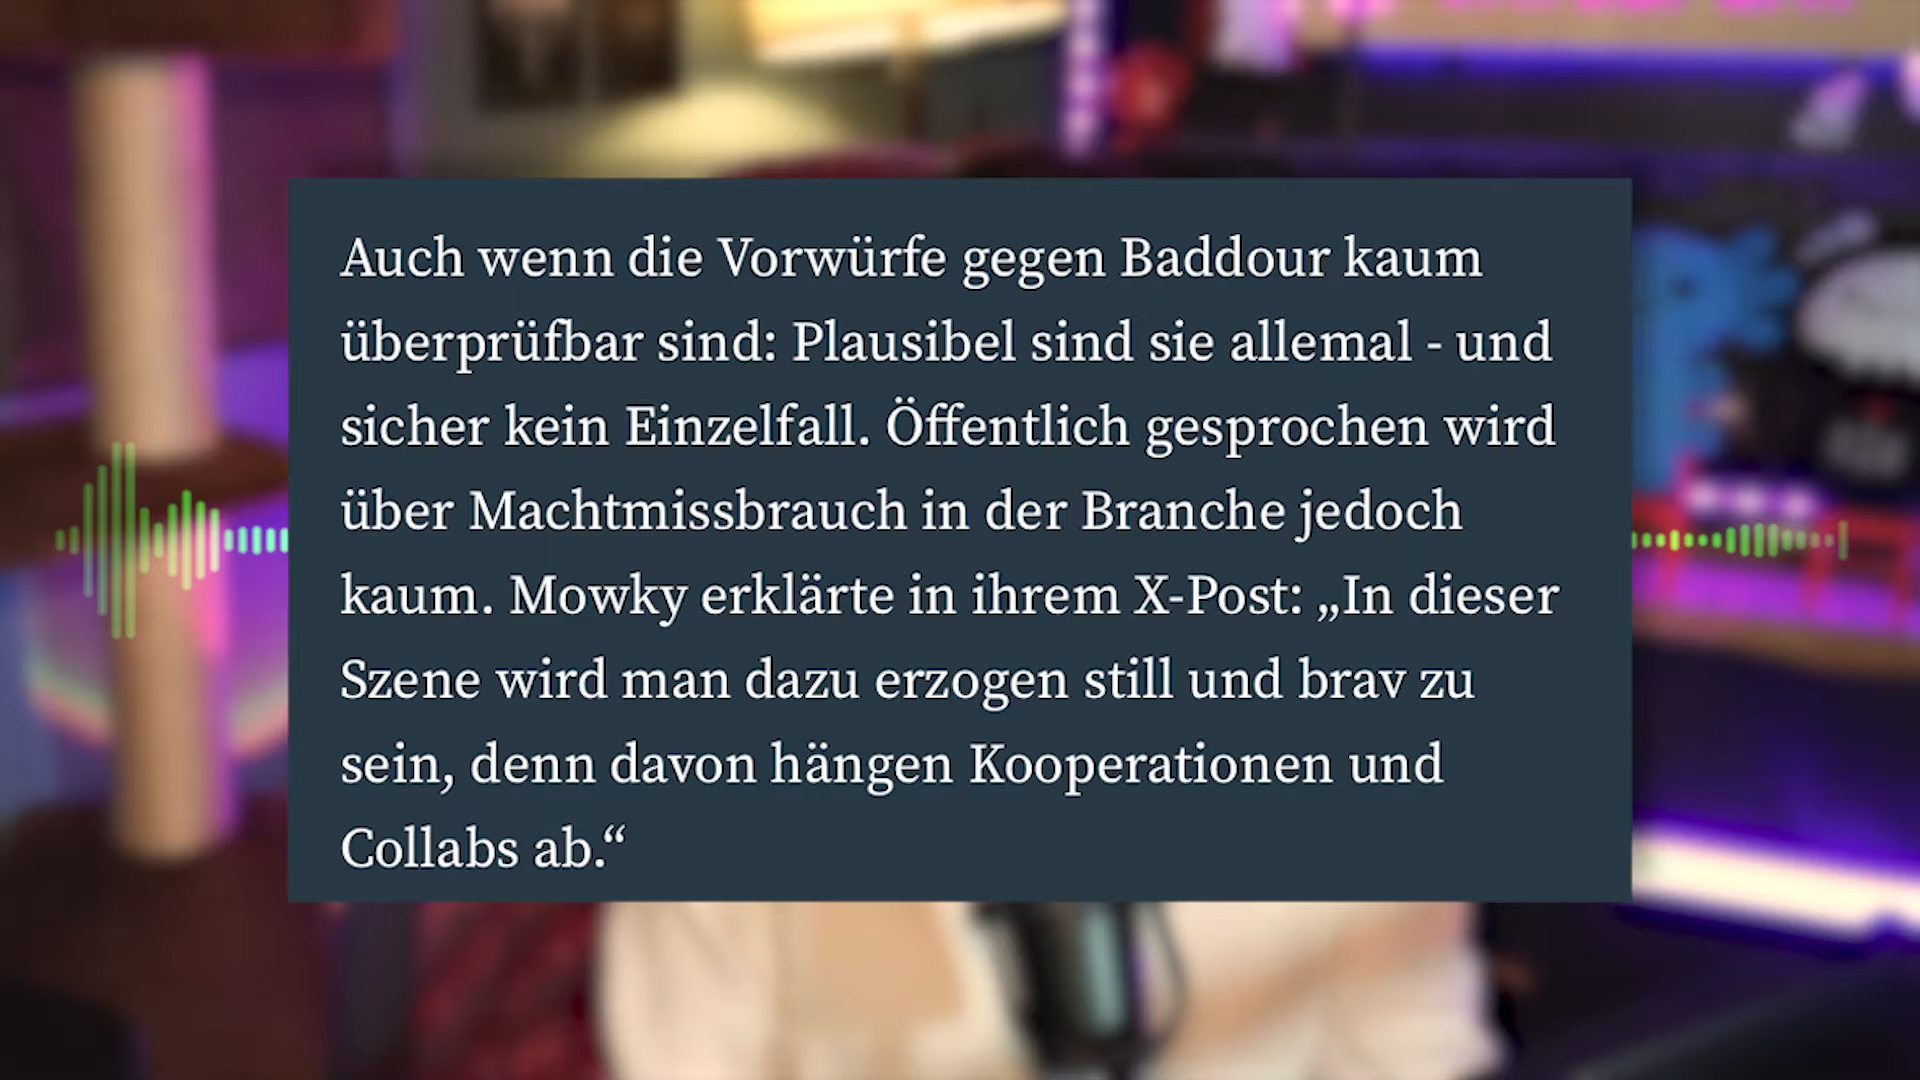 Auch wenn die Vorwürfe gegen Baddour kaum
überprüfbar sind: Plausibel sind sie allemal - und
sicher kein Einzelfall. Öffentlich gesprochen wird
über Machtmissbrauch in der Branche jedoch
kaum. Mowky erklärte in ihrem X-Post: „In dieser
Szene wird man dazu erzogen still und brav zu
sein, denn davon hängen Kooperationen und
Collabs ab.“